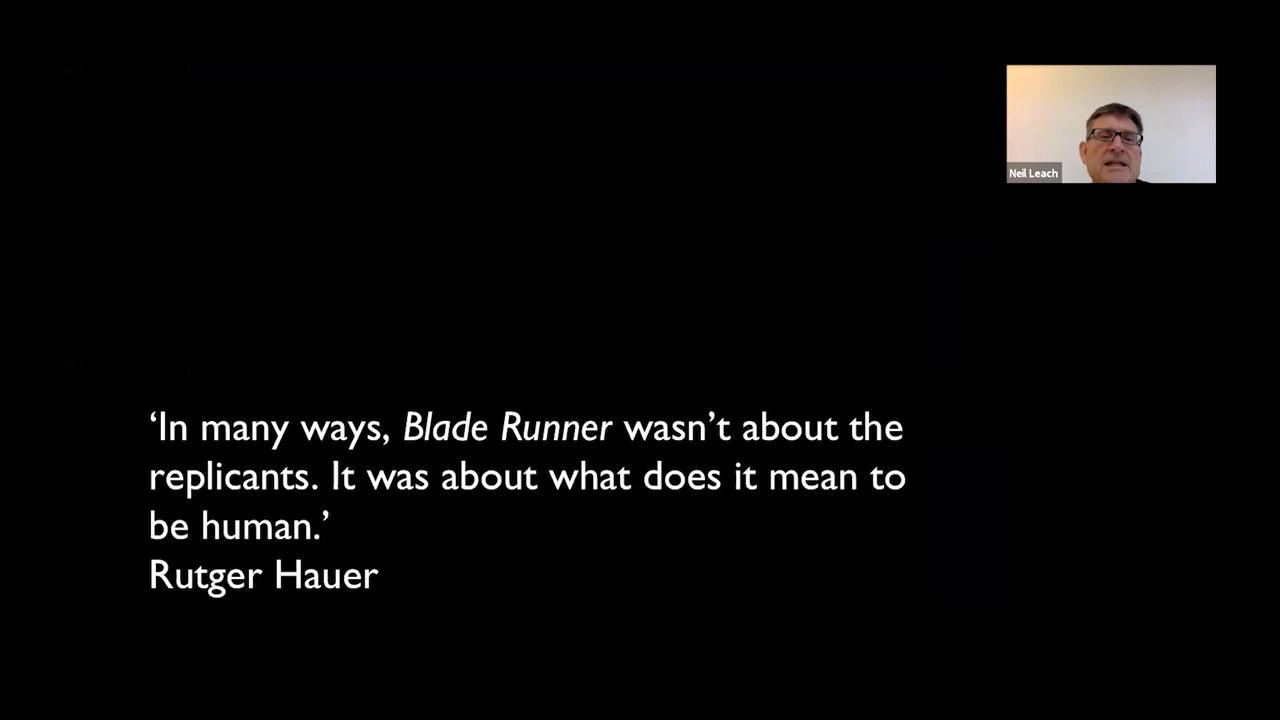 Neil Leach
‘In many ways, Blade Runner wasn’t about the
replicants. It was about what does it mean to
be human.’
Rutger Hauer